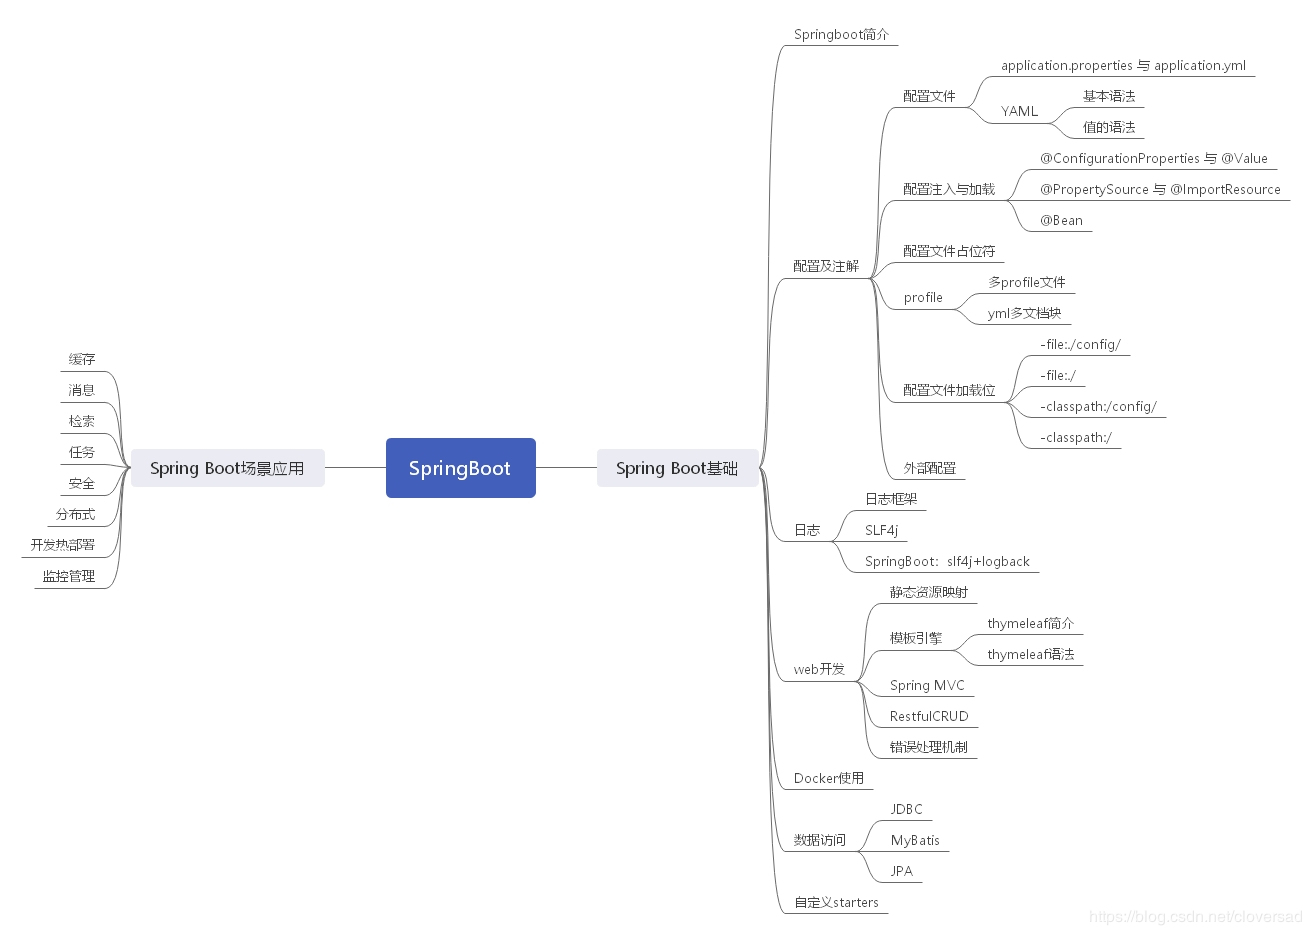 SpringBoot
Spring Boot基础
Springboot简介
配置及注解
配置文件
application.properties 与 application.yml
YAML
基本语法
值的语法
配置注入与加载
@ConfigurationProperties 与 @Value
@PropertySource 与 @ImportResource
@Bean
配置文件占位符
profile
多profile文件
yml多文档块
配置文件加载位
-file:./config/
-file:./
-classpath:/config/
-classpath:/
外部配置
日志
日志框架
SLF4j
SpringBoot：slf4j+logback
web开发
静态资源映射
模板引擎
thymeleaf简介
thymeleaf语法
Spring MVC
RestfulCRUD
错误处理机制
Docker使用
数据访问
JDBC
MyBatis
JPA
自定义starters
Spring Boot场景应用
缓存
消息
检索
任务
安全
分布式
开发热部署
监控管理
https://blog.csdn.net/cloversad